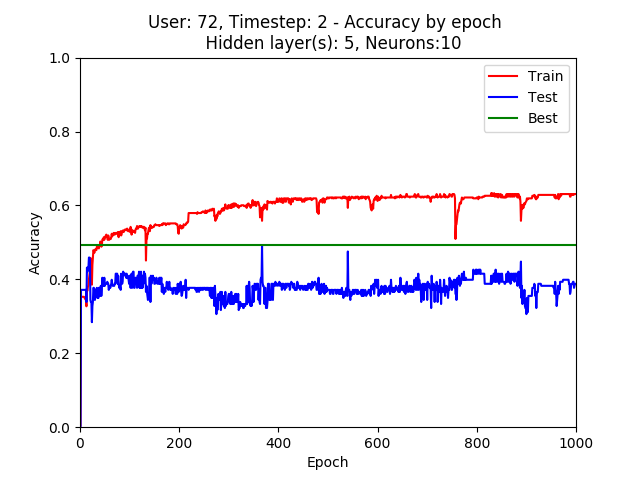 User: 72, Timestep: 2 - Accuracy by epoch
Hidden layer(s): 5, Neurons:10
1.0
Train
Test
Best
0.8
0.6
Accuracy
0.4
0.2
0.0
0 200 400 600 800 1000
Epoch